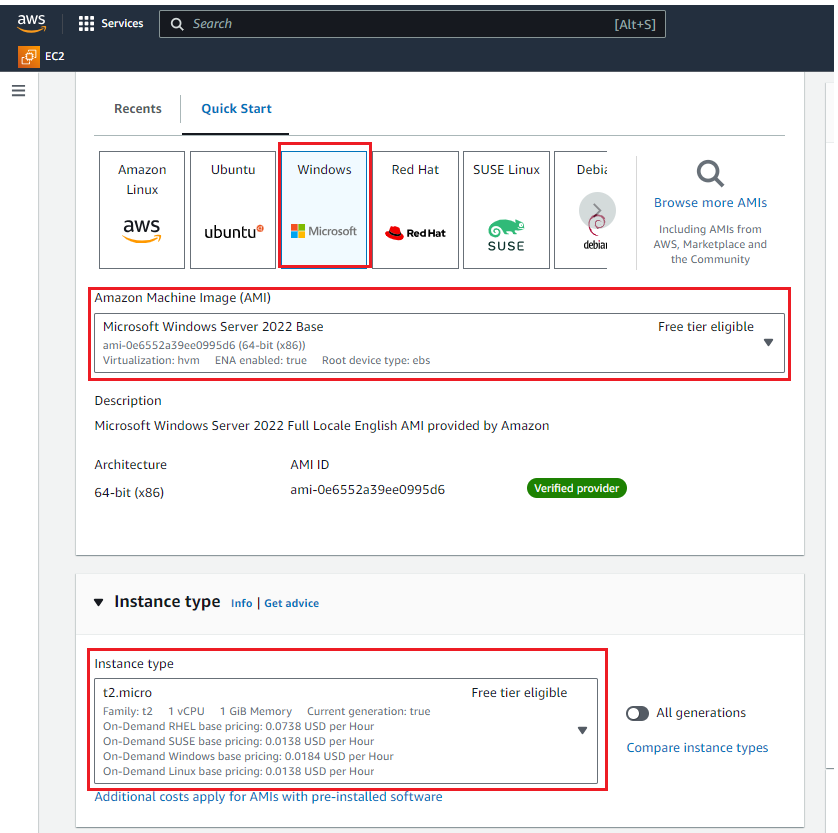 aws
Services
Search
[Alt+S]
EC2
Recents
Quick Start
Amazon
Linux
aws
Ubuntu
ubuntu
Windows
Microsoft
Red Hat
Red Hat
SUSE Linux
SUSE
Debia
debian
Browse more AMIs
Including AMIs from
AWS, Marketplace and
the Community
Amazon Machine Image (AMI)
Microsoft Windows Server 2022 Base
Free tier eligible
ami-0e6552a39ee0995d6 (64-bit (x86))
Virtualization: hvm ENA enabled: true Root device type: ebs
Description
Microsoft Windows Server 2022 Full Locale English AMI provided by Amazon
Architecture
AMI ID
64-bit (x86)
ami-0e6552a39ee0995d6
Verified provider
Instance type Info | Get advice
Instance type
t2.micro
Free tier eligible
Family: t2 1 vCPU 1 GiB Memory Current generation: true
On-Demand RHEL base pricing: 0.0738 USD per Hour
On-Demand SUSE base pricing: 0.0138 USD per Hour
On-Demand Windows base pricing: 0.0184 USD per Hour
On-Demand Linux base pricing: 0.0138 USD per Hour
All generations
Compare instance types
Additional costs apply for AMIs with pre-installed software